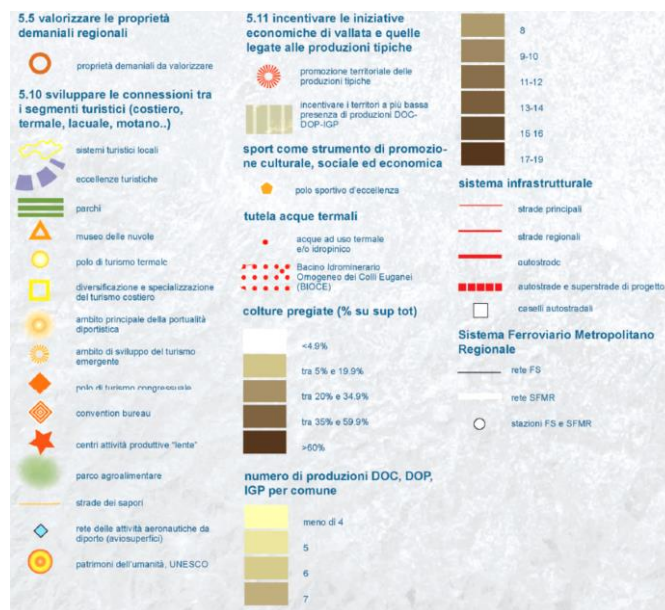 5.5 valorizzare le proprietà
demaniali regionali
proprietà demaniali da valorizzare
5.10 sviluppare le connessioni tra
i segmenti turistici (costiero,
termale, lacuale, motano..)
sistemi turistici locali
eccellenze turistiche
parchi
museo delle nuvole
polo di turismo termale
diversificazione e specializzazione
del turismo costiero
ambito principale della portualità
diportistica
ambito di sviluppo del turismo
emergente
polo di turismo congressuale
convention bureau
centri attività produttive "lente"
parco agroalimentare
strade dei sapori
rete delle attività aeronautiche da
diporto (aviosuperfici)
patrimoni dell'umanità, UNESCO
5.11 incentivare le iniziative
economiche di vallata e quelle
legate alle produzioni tipiche
promozione territoriale delle
produzioni tipiche
incentivare i territori a più bassa
presenza di produzioni DOC-
DOP-IGP
sport come strumento di promozio-
ne culturale, sociale ed economica
polo sportivo d'eccellenza
tutela acque termali
acque ad uso termale
e/o idropinico
Bacino Idrominerario
Omogeneo dei Colli Euganei
(BIOCE)
colture pregiate (% su sup tot)
<4.9%
tra 5% e 19.9%
tra 20% e 34.9%
tra 35% e 59.9%
>60%
numero di produzioni DOC, DOP,
IGP per comune
meno di 4
5
6
7
8
9-10
11-12
13-14
15-16
17-19
sistema infrastrutturale
strade principali
strade regionali
autostrade
autostrade e superstrade di progetto
caselli autostradali
Sistema Ferroviario Metropolitano
Regionale
rete FS
rete SFMR
stazioni FS e SFMR